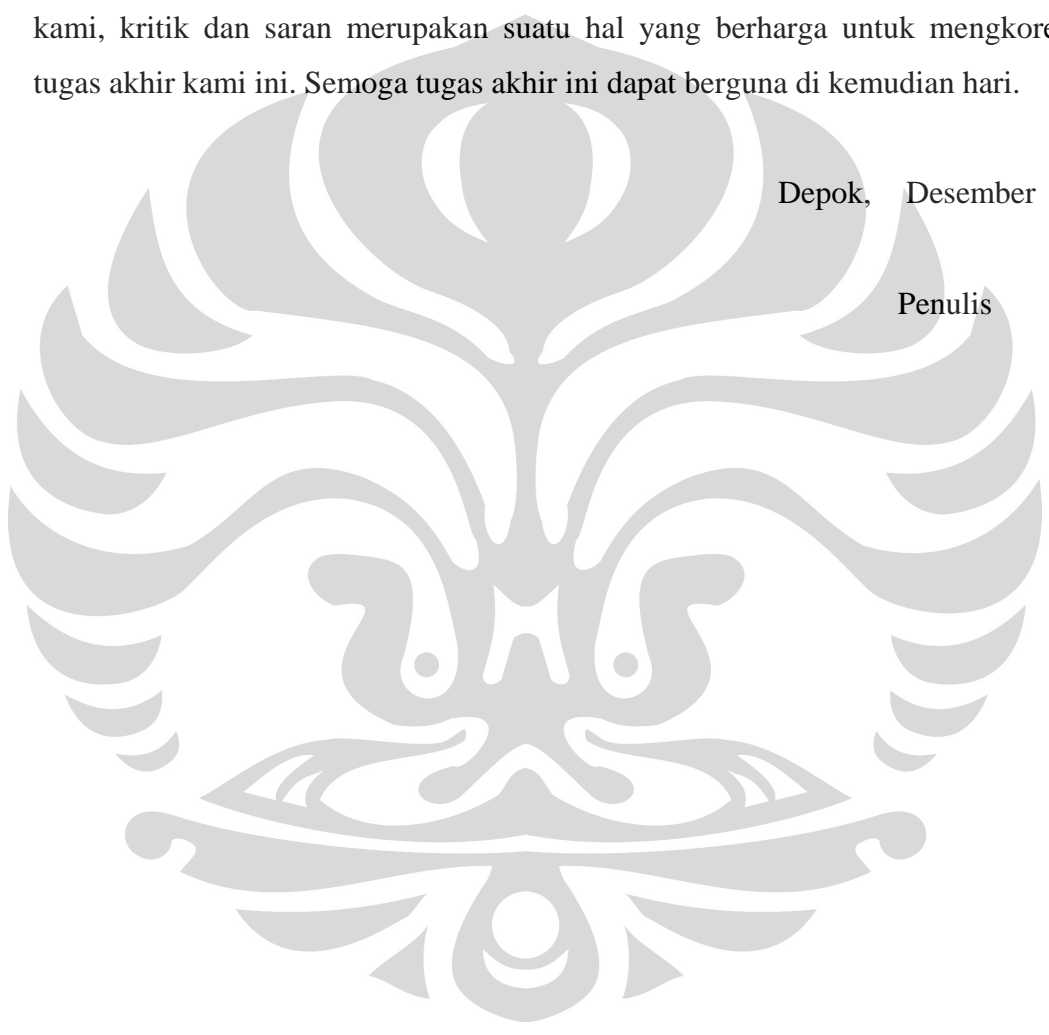 kami, kritik dan saran merupakan suatu hal yang berharga untuk mengkore
tugas akhir kami ini. Semoga tugas akhir ini dapat berguna di kemudian hari.
Depok, Desember
Penulis